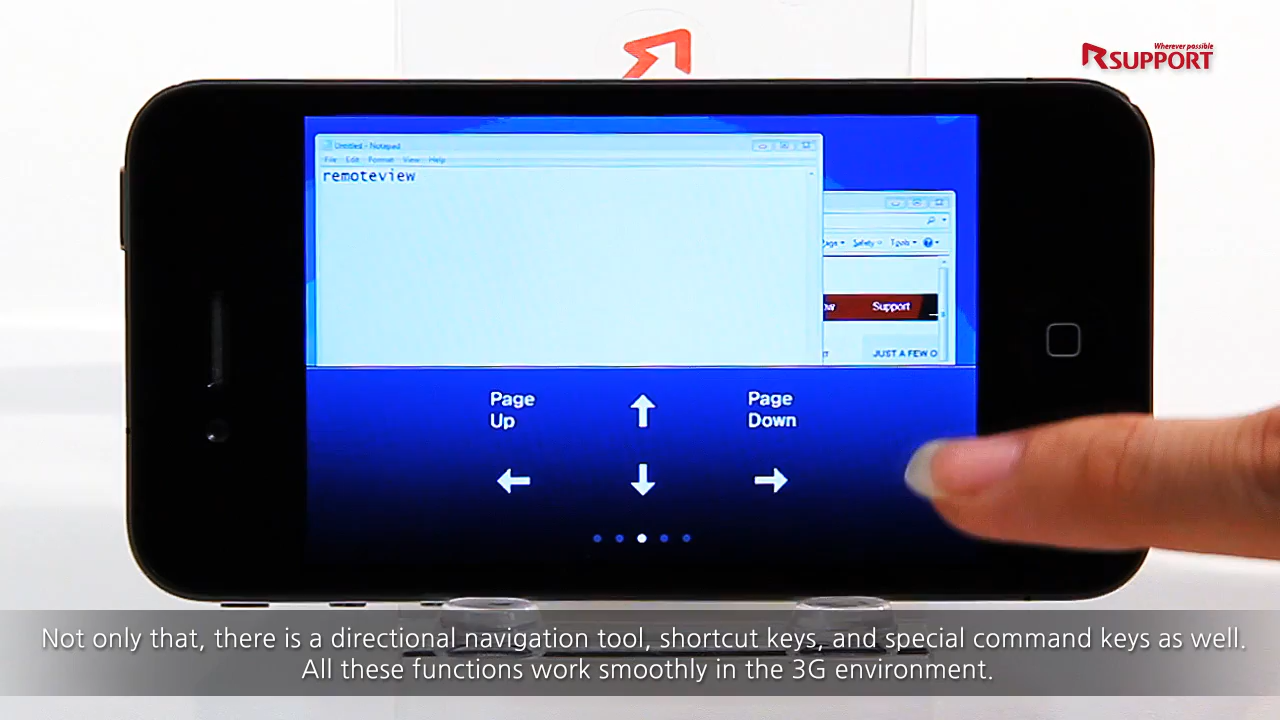 Wherever possible
RSUPPORT
Untitled - Notepad
File Edit Format View Help
remoteview
Safety Tools
Support
JUST A FEW O
Page Up
Page Down
Not only that, there is a directional navigation tool, shortcut keys, and special command keys as well.
All these functions work smoothly in the 3G environment.